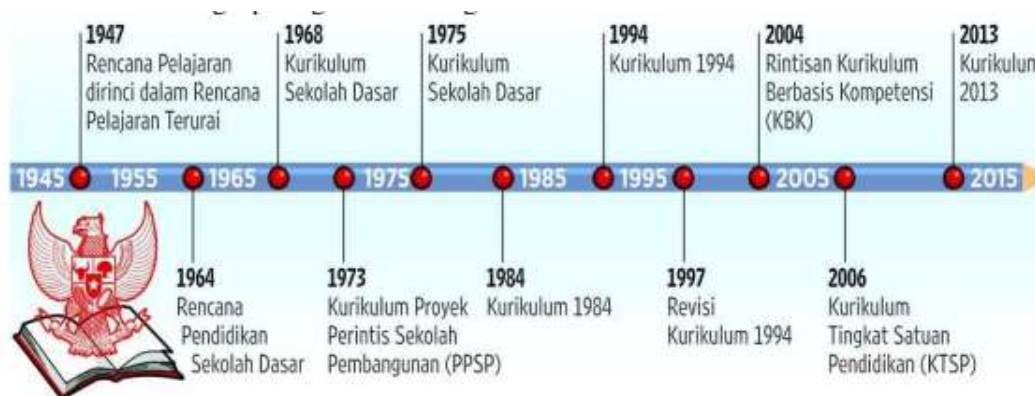 1947
Rencana Pelajaran
dirinci dalam Rencana
Pelajaran Terurai
1968
Kurikulum
Sekolah Dasar
1975
Kurikulum
Sekolah Dasar
1994
Kurikulum 1994
2004
Rintisan Kurikulum
Berbasis Kompetensi
(KBK)
2013
Kurikulum
2013
1945 1955 1965 1975 1985 1995 2005 2015
1964
Rencana
Pendidikan
Sekolah Dasar
1973
Kurikulum Proyek
Perintis Sekolah
Pembangunan (PPSP)
1984
Kurikulum 1984
1997
Revisi
Kurikulum 1994
2006
Kurikulum
Tingkat Satuan
Pendidikan (KTSP)